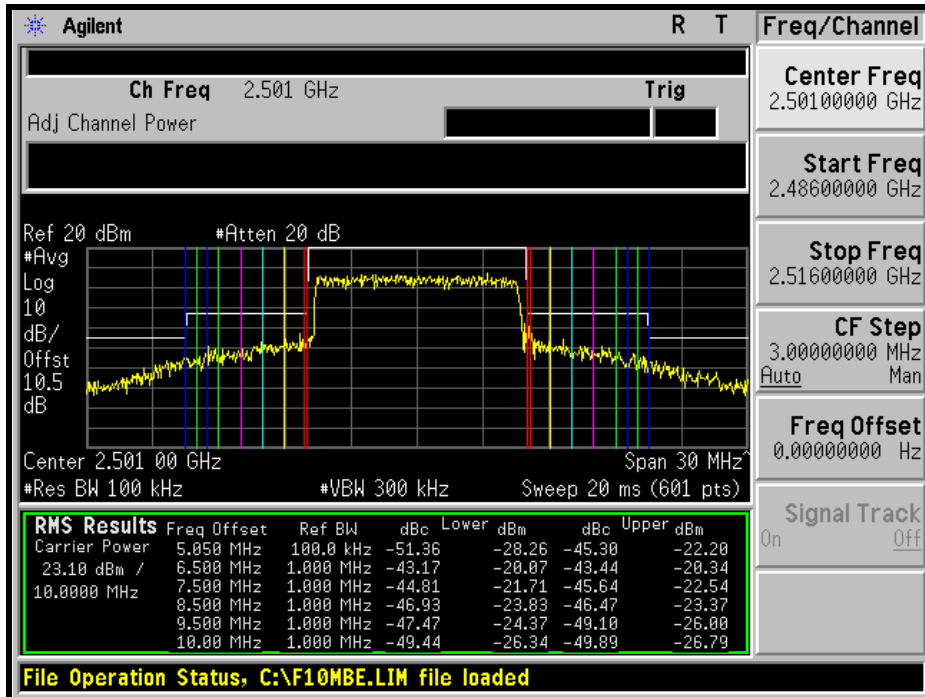 Agilent R T Freq/Channel
Ch Freq 2.501 GHz Trig
Adj Channel Power
Center Freq
2.50100000 GHz
Start Freq
2.48600000 GHz
Stop Freq
2.51600000 GHz
CF Step
3.00000000 MHz
Auto Man
Freq Offset
0.00000000 Hz
Signal Track
On Off
Ref 20 dBm #Atten 20 dB
#Avg
Log
10
dB/
Offst
10.5
dB
Center 2.501 00 GHz Span 30 MHz^
#Res BW 100 kHz #VBW 300 kHz Sweep 20 ms (601 pts)
RMS Results Freq Offset Ref BW dBc Lower dBm dBc Upper dBm
Carrier Power 5.050 MHz 100.0 kHz -51.36 -28.26 -45.30 -22.20
23.10 dBm / 6.500 MHz 1.000 MHz -43.17 -20.07 -43.44 -20.34
10.0000 MHz 7.500 MHz 1.000 MHz -44.81 -21.71 -45.64 -22.54
8.500 MHz 1.000 MHz -46.93 -23.83 -46.47 -23.37
9.500 MHz 1.000 MHz -47.47 -24.37 -49.10 -26.00
10.00 MHz 1.000 MHz -49.44 -26.34 -49.89 -26.79
File Operation Status, C:\F10MBE.LIM file loaded